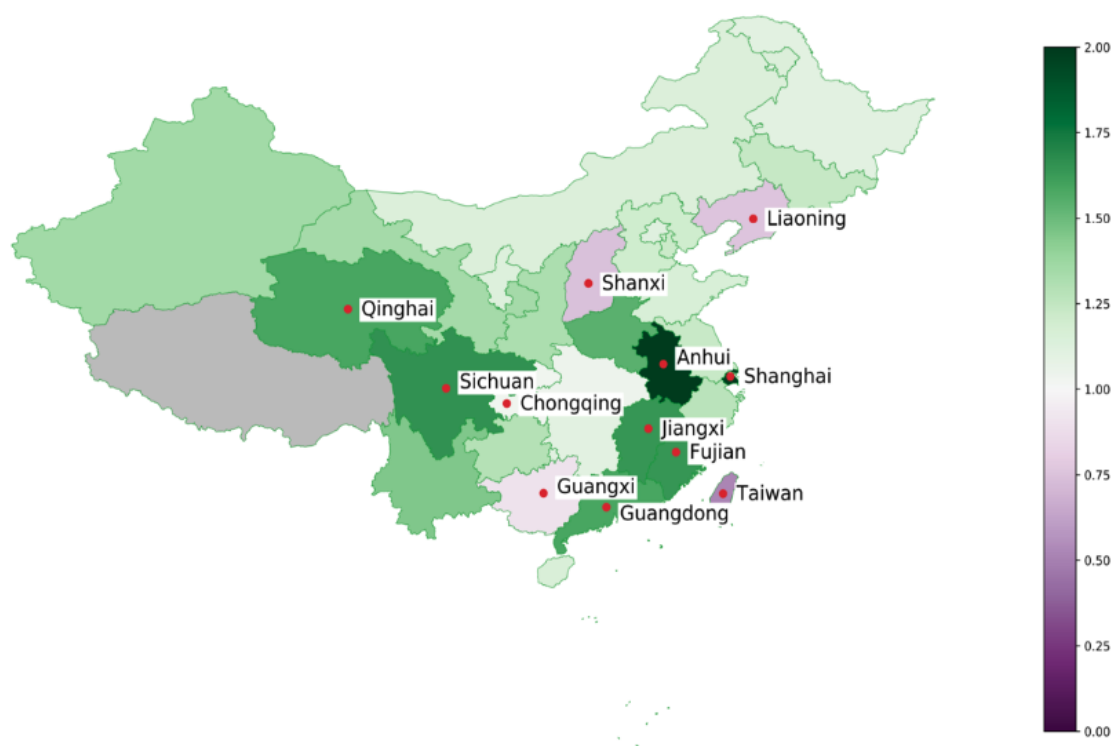 Liaoning
Shanxi
Qinghai
Anhui
Shanghai
Sichuan
Chongqing
Jiangxi
Fujian
Guangxi
Taiwan
Guangdong
2.00
1.75
1.50
1.25
1.00
0.75
0.50
0.25
0.00